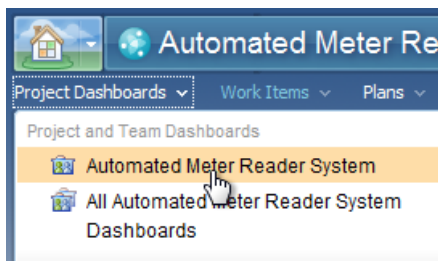 Automated Meter Re
Project Dashboards Work Items Plans
Project and Team Dashboards
Automated Meter Reader System
All Automated Meter Reader System
Dashboards